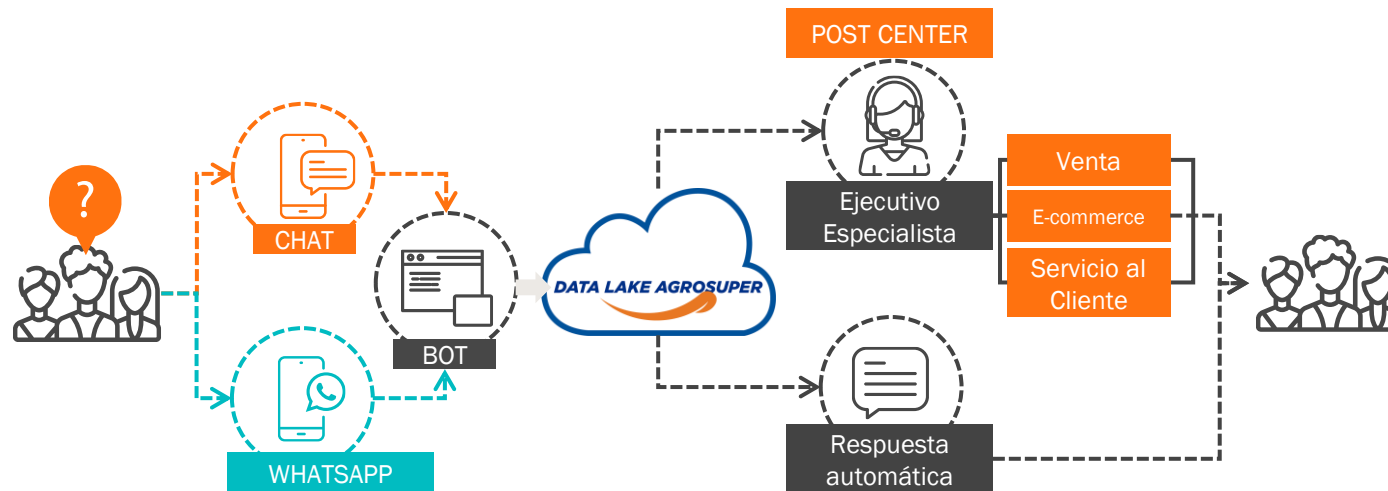 POST CENTER
?
CHAT
BOT
WHATSAPP
DATA LAKE AGROSUPER
Ejecutivo
Especialista
Venta
E-commerce
Servicio al
Cliente
Respuesta
automática